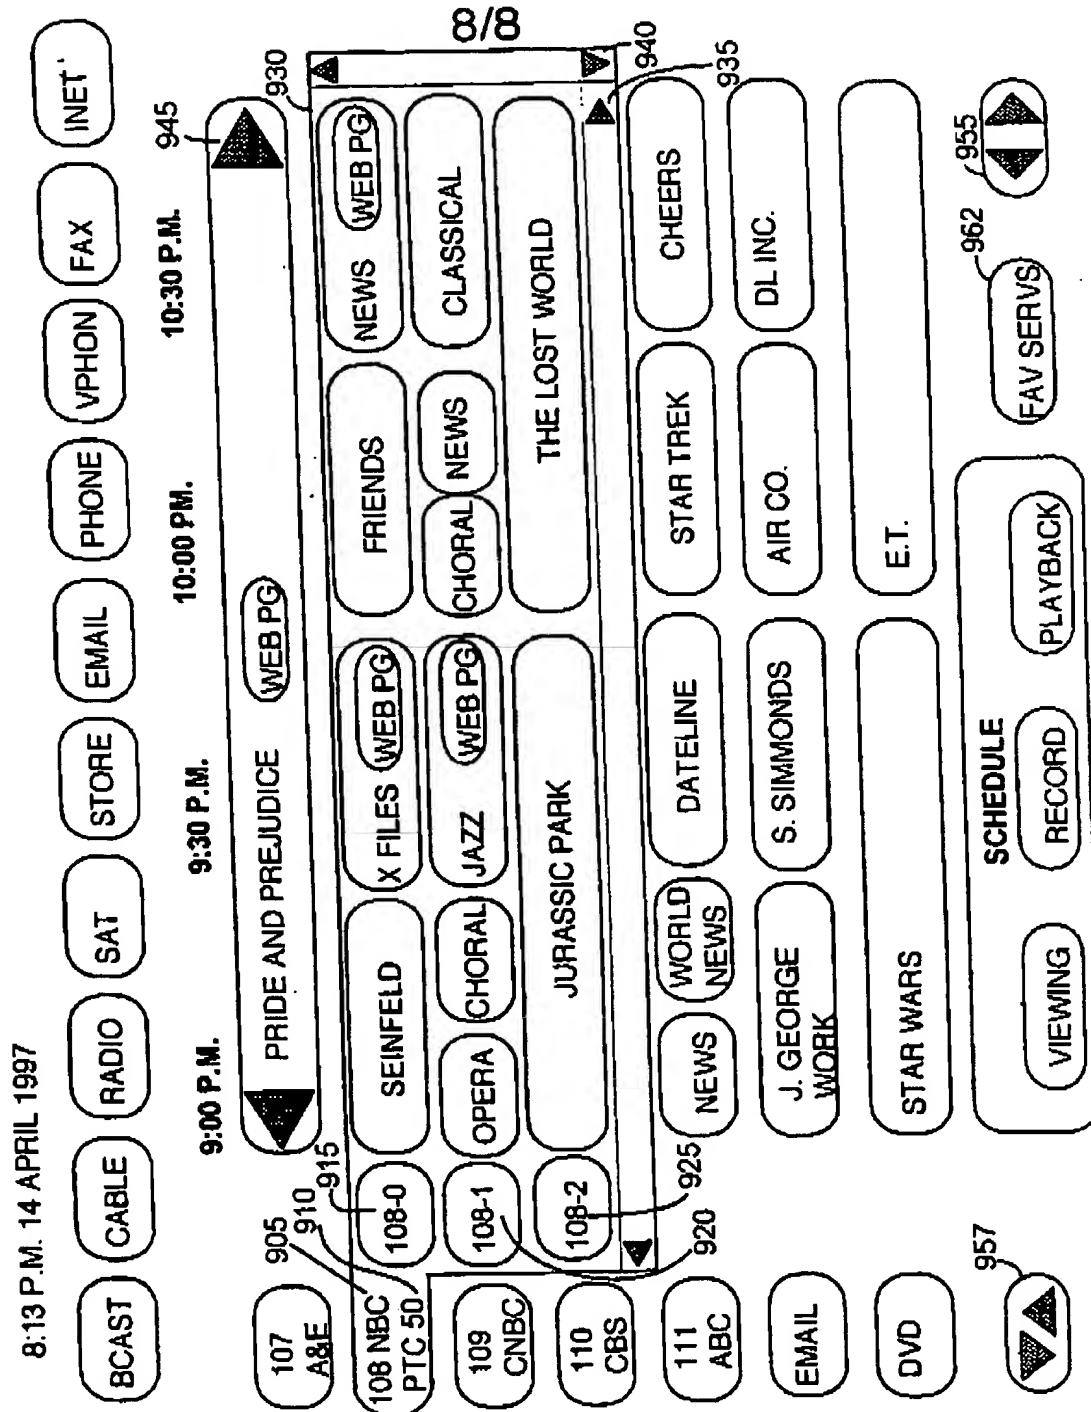 8/8
8:13 P.M. 14 APRIL 1997
BCAST CABLE RADIO SAT STORE EMAIL PHONE VPHON FAX INET
9:00 P.M. 9:30 P.M. 10:00 PM. 10:30 P.M.
945
107 A&E
PRIDE AND PREJUDICE WEB PG
905
910
915
930
108 NBC
PTC 50
108-0 SEINFELD X FILES WEB PG FRIENDS NEWS WEB PG
109 CNBC
108-1 OPERA CHORAL JAZZ WEB PG CHORAL NEWS CLASSICAL
110 CBS
108-2 JURASSIC PARK THE LOST WORLD
940
920
925
935
111 ABC
NEWS WORLD NEWS DATELINE STAR TREK CHEERS
EMAIL
J. GEORGE WORK S. SIMMONDS AIR CO. DL INC.
DVD
STAR WARS E.T.
957
SCHEDULE
VIEWING RECORD PLAYBACK
962
FAV SERVS
955